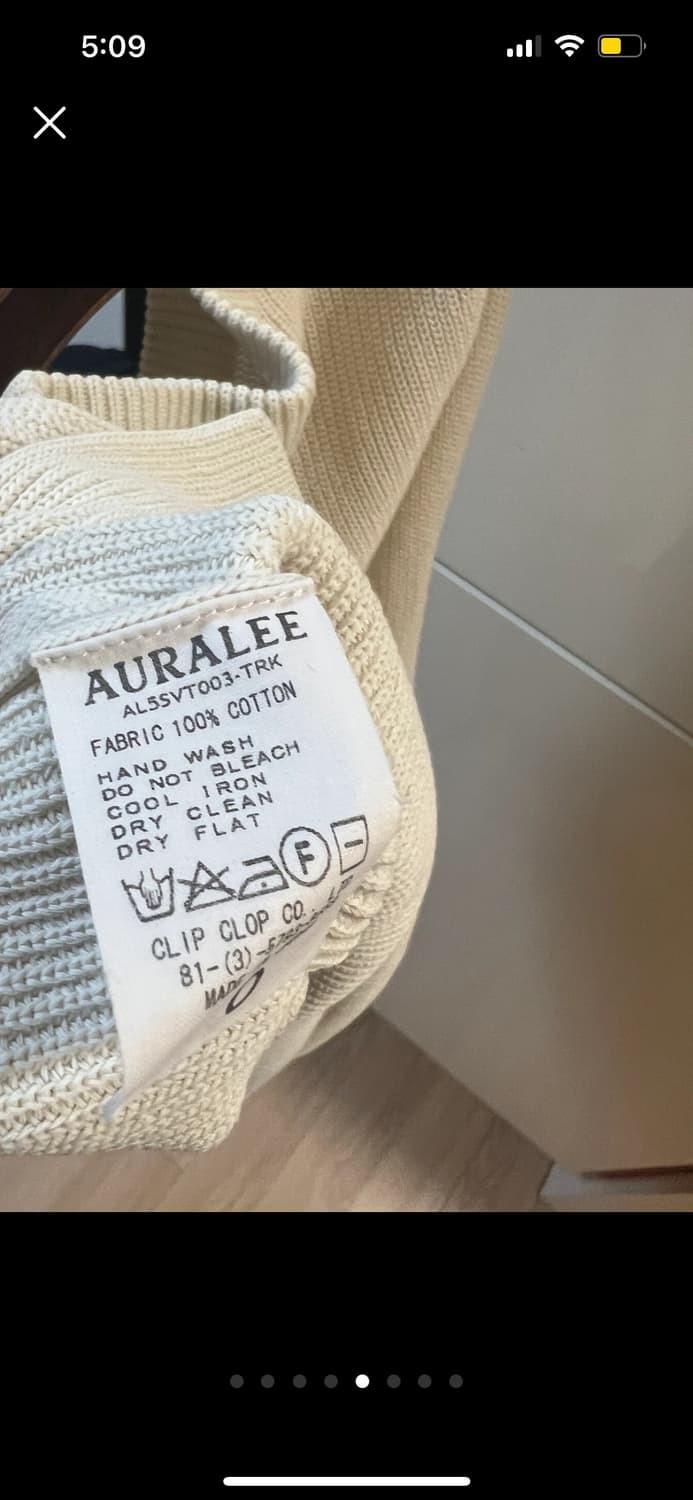 5:09
AURALEE
AL5SVT003-TRK
FABRIC 100% COTTON
HAND WASH
DO NOT BLEACH
COOL IRON
DRY CLEAN
DRY FLAT
F
CLIP CLOP CO.
81-(3)